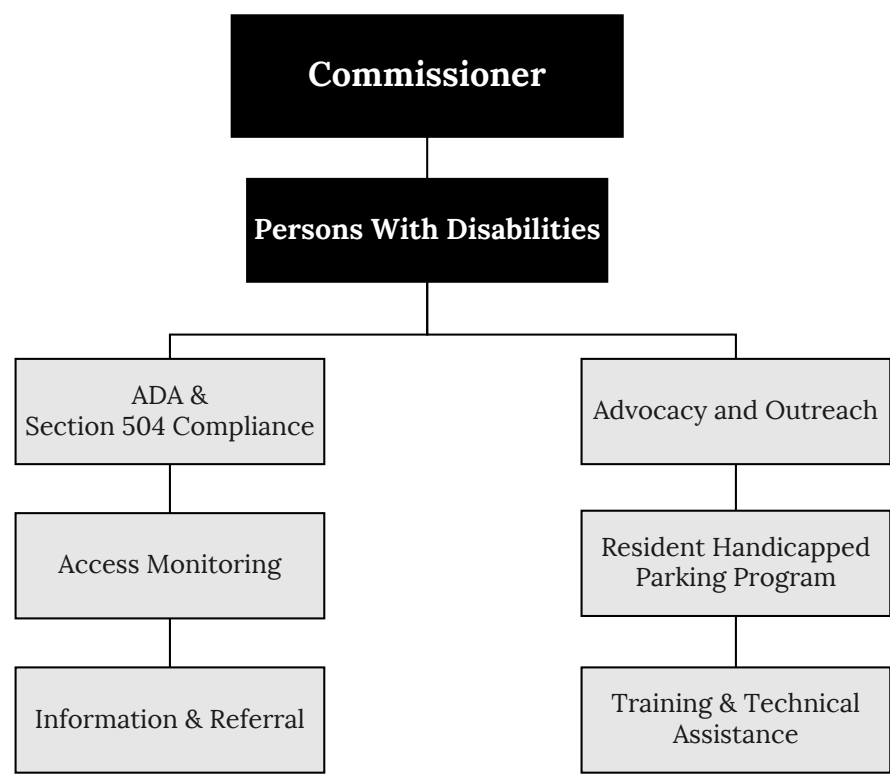 Commissioner
Persons With Disabilities
ADA &
Section 504 Compliance
Advocacy and Outreach
Access Monitoring
Resident Handicapped
Parking Program
Information & Referral
Training & Technical
Assistance